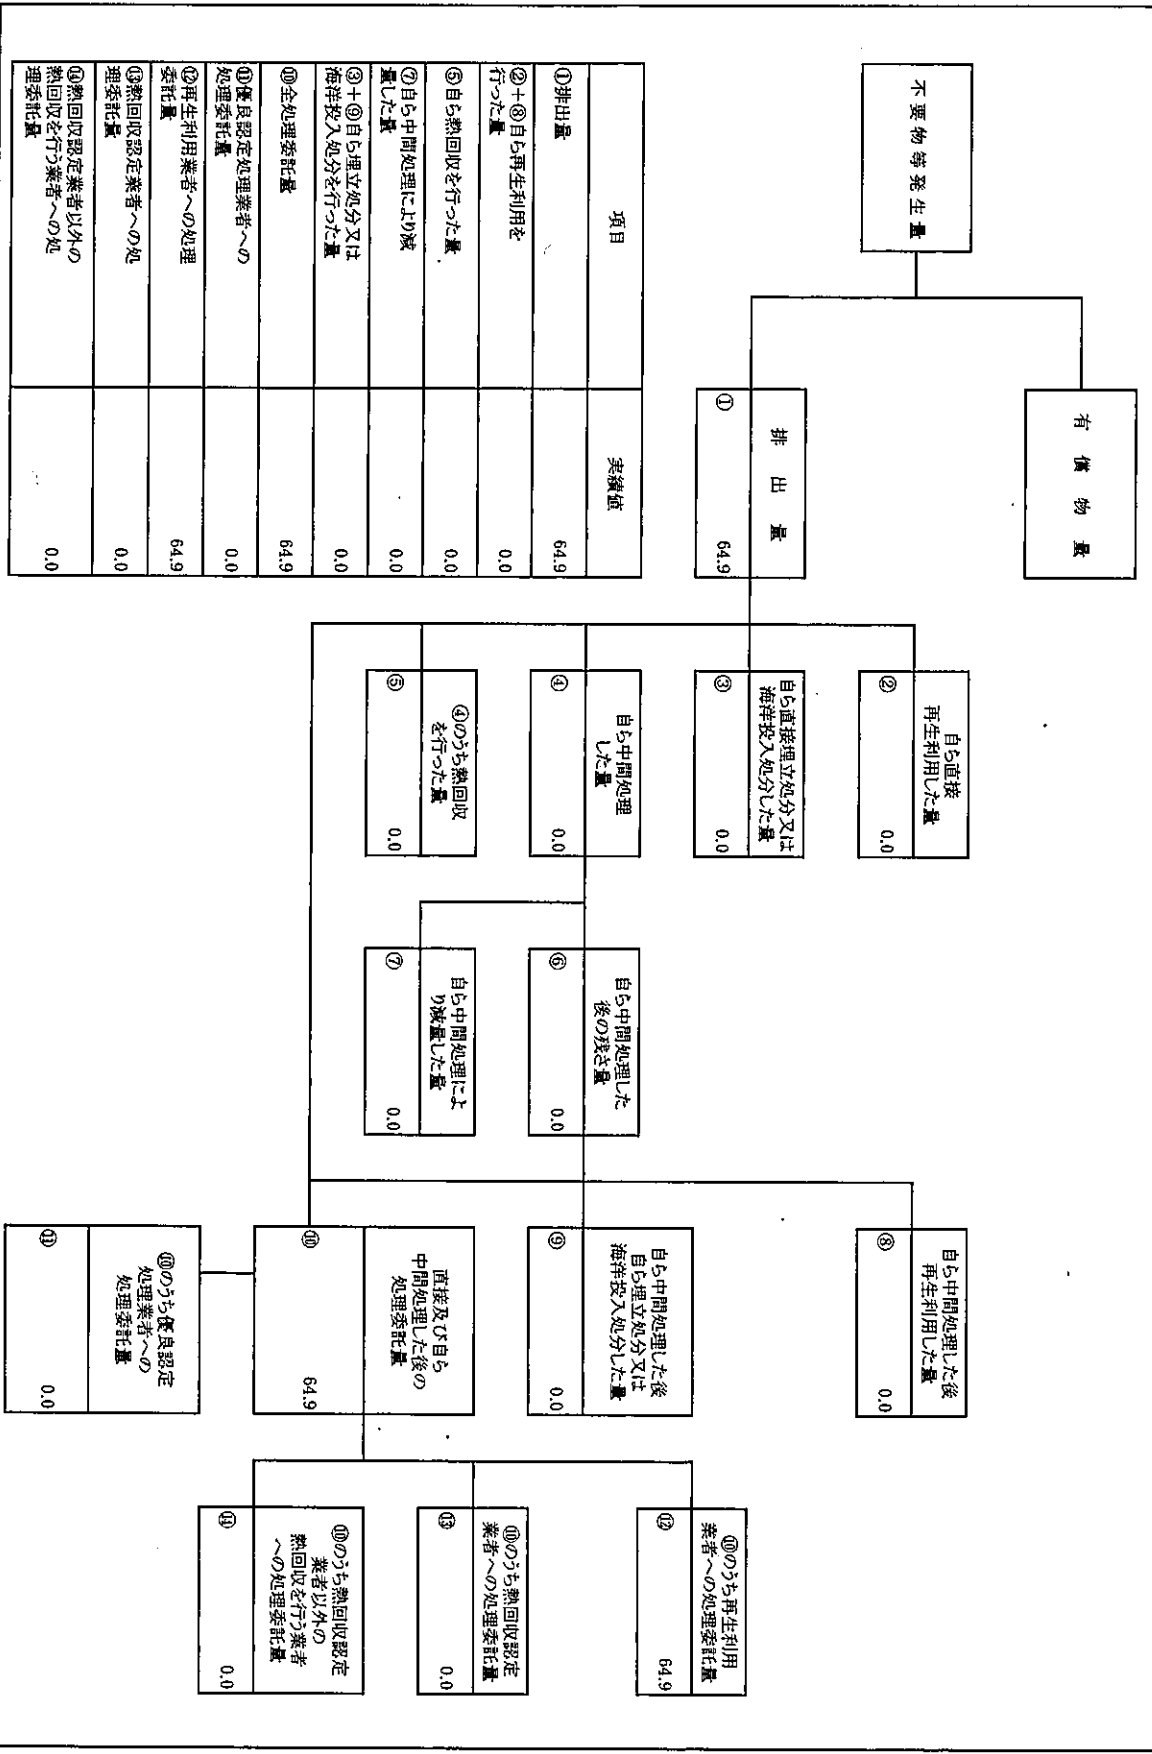 不要物等発生量
有償物量
排出量
①
64.9
自ら直接
再生利用した量
②
0.0
自ら直接埋立処分又は
海洋投入処分した量
③
0.0
自ら中間処理
した量
④
0.0
④のうち熱回収
を行った量
⑤
0.0
自ら中間処理した
後の残さ量
⑥
0.0
自ら中間処理によ
り減量した量
⑦
0.0
自ら中間処理した後
再生利用した量
⑧
0.0
自ら中間処理した後
自ら埋立処分又は
海洋投入処分した量
⑨
0.0
直接及び自ら
中間処理した後の
処理委託量
⑩
64.9
⑩のうち優良認定
処理業者への
処理委託量
⑪
0.0
⑩のうち再生利用
業者への処理委託量
⑫
64.9
⑩のうち熱回収認定
業者への処理委託量
⑬
0.0
⑩のうち熱回収認定
業者以外の
熱回収を行う業者
への処理委託量
⑭
0.0
項目
実績値
①排出量
64.9
②+⑧自ら再生利用を
行った量
0.0
⑤自ら熱回収を行った量
0.0
⑦自ら中間処理により減
量した量
0.0
③+⑨自ら埋立処分又は
海洋投入処分を行った量
0.0
⑩全処理委託量
64.9
⑪優良認定処理業者への
処理委託量
0.0
⑫再生利用業者への処理
委託量
64.9
⑬熱回収認定業者への処
理委託量
0.0
⑭熱回収認定業者以外の
熱回収を行う業者への処
理委託量
0.0